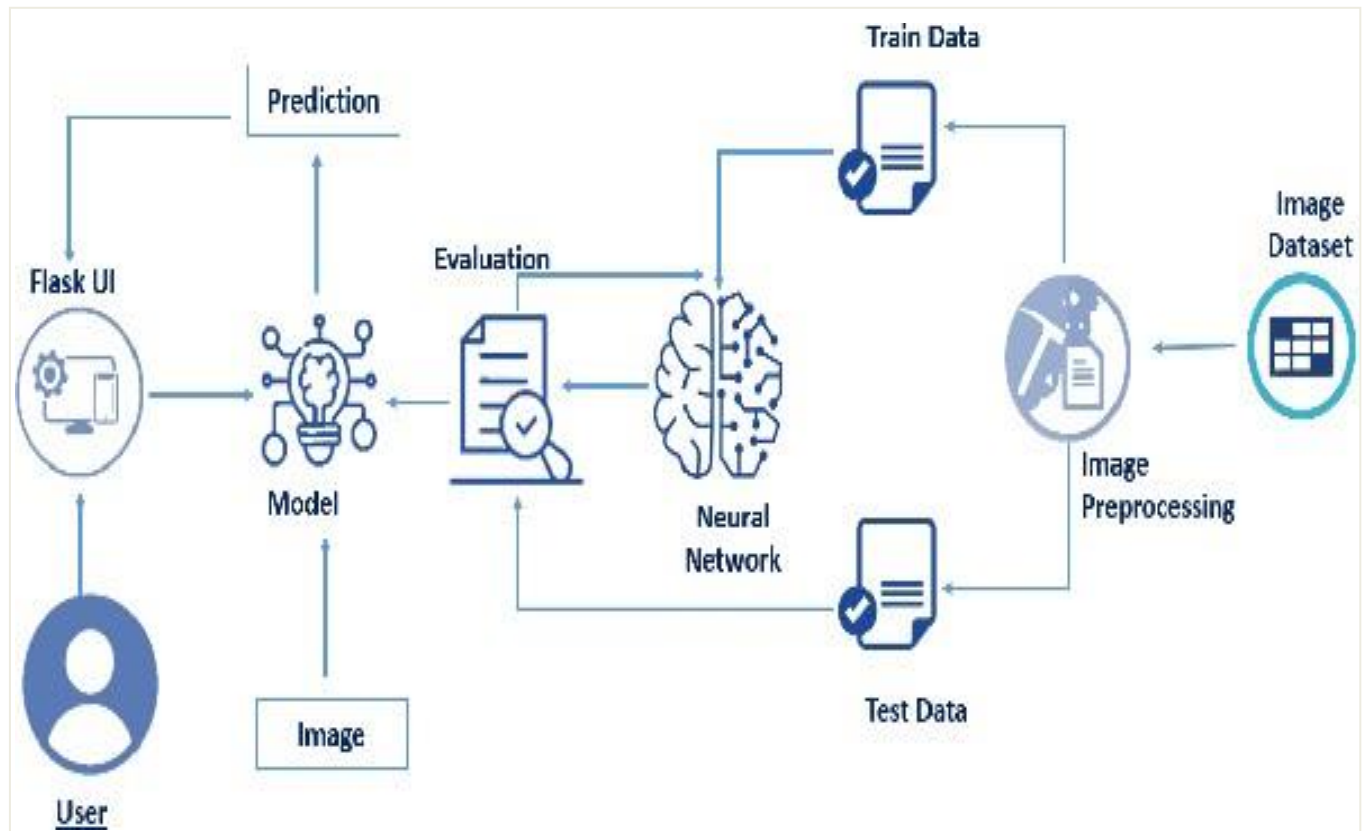 Train Data
Prediction
Image
Dataset
Evaluation
Flask UI
Image
Preprocessing
Model
Neural
Network
Test Data
Image
User